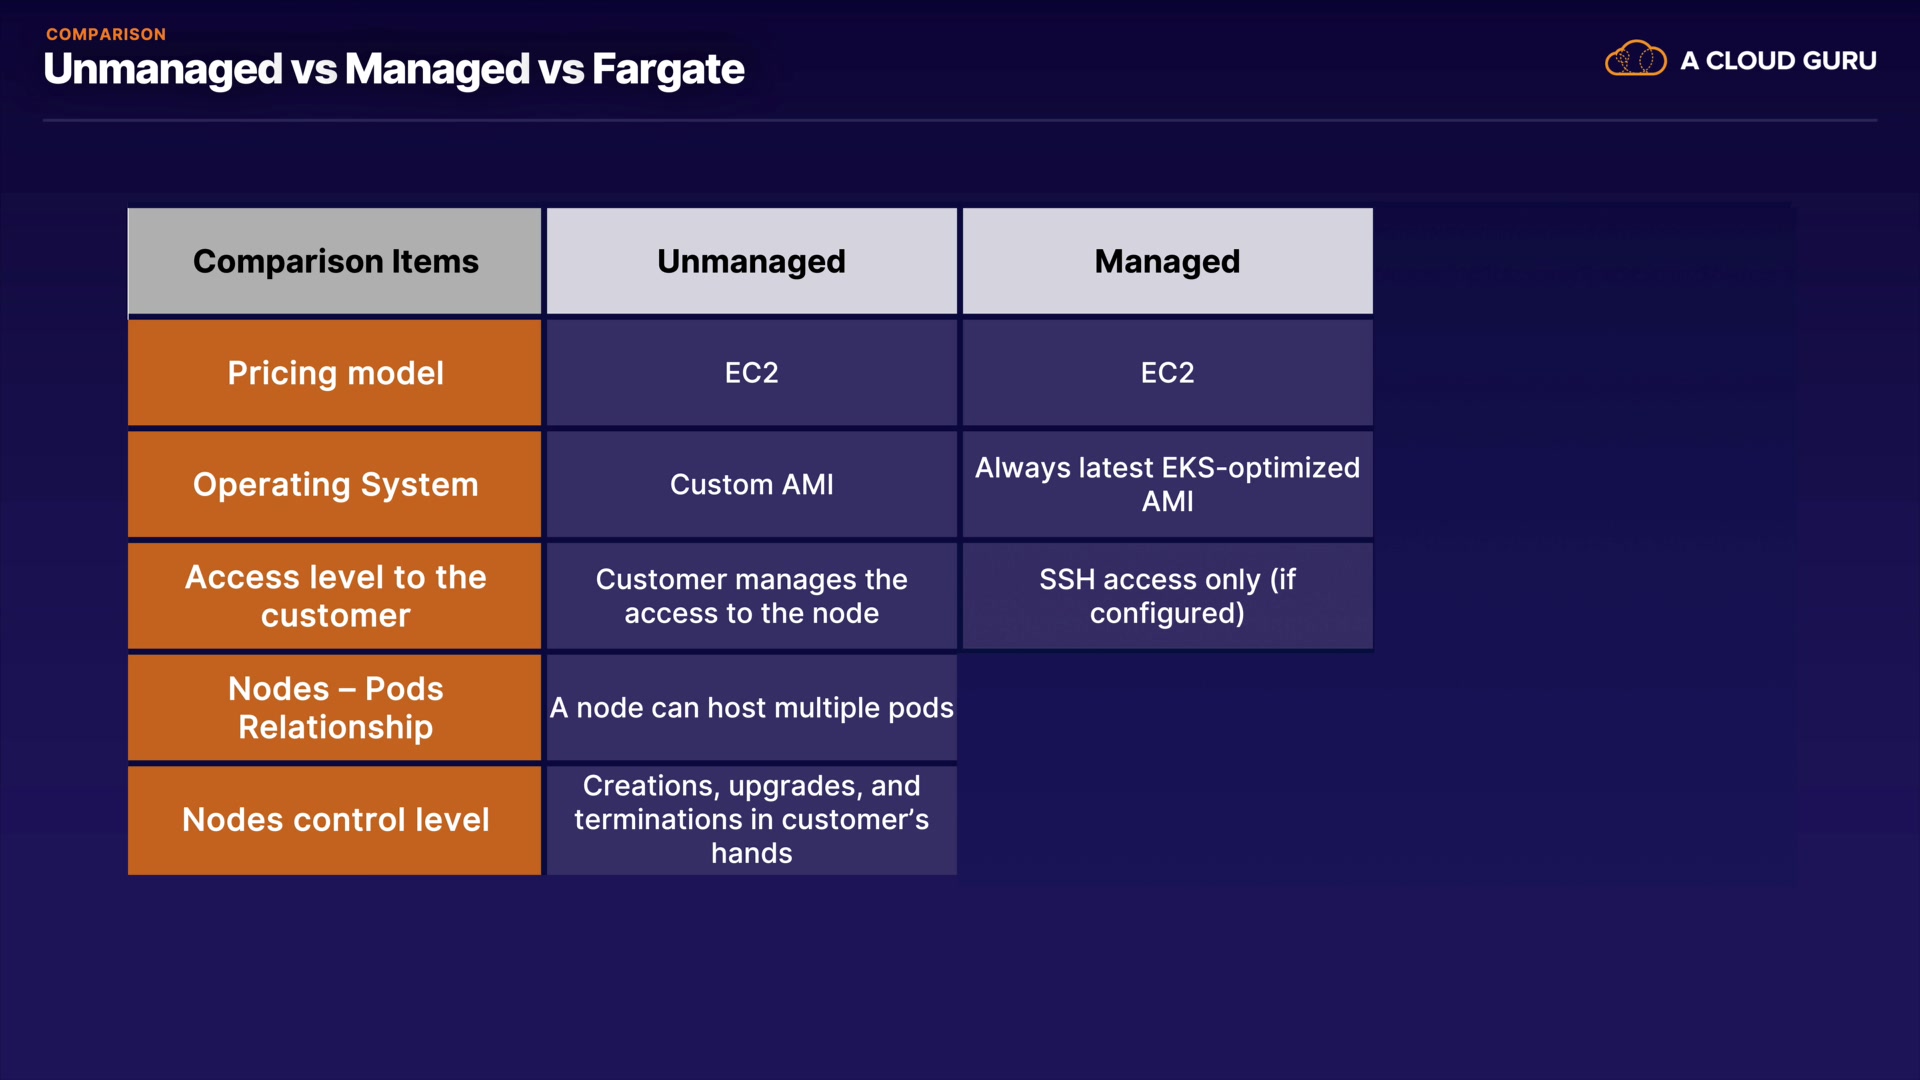 COMPARISON
Unmanaged vs Managed vs Fargate
A CLOUD GURU
Comparison Items
Unmanaged
Managed
Pricing model
EC2
EC2
Operating System
Custom AMI
Always latest EKS-optimized
AMI
Access level to the
customer
Customer manages the
access to the node
SSH access only (if
configured)
Nodes – Pods
Relationship
A node can host multiple pods
Nodes control level
Creations, upgrades, and
terminations in customer’s
hands